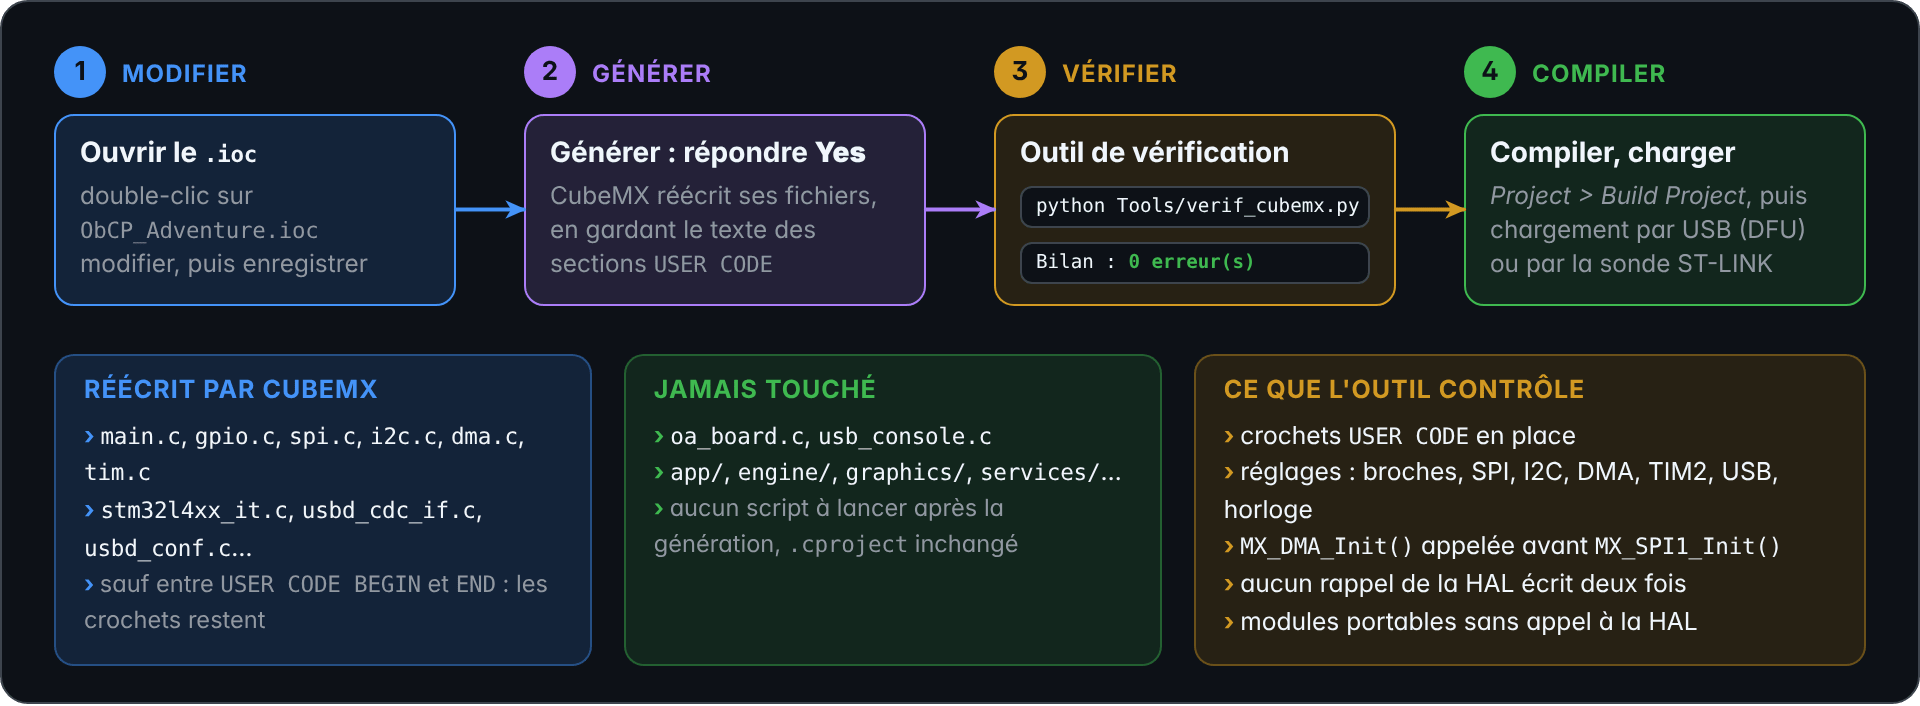 1 MODIFIER
Ouvrir le .ioc
double-clic sur
ObCP_Adventure.ioc
modifier, puis enregistrer
2 GÉNÉRER
Générer : répondre Yes
CubeMX réécrit ses fichiers,
en gardant le texte des
sections USER CODE
3 VÉRIFIER
Outil de vérification
python Tools/verif_cubemx.py
Bilan : 0 erreur(s)
4 COMPILER
Compiler, charger
Project > Build Project, puis
chargement par USB (DFU)
ou par la sonde ST-LINK
RÉÉCRIT PAR CUBEMX
› main.c, gpio.c, spi.c, i2c.c, dma.c,
tim.c
› stm32l4xx_it.c, usbd_cdc_if.c,
usbd_conf.c…
› sauf entre USER CODE BEGIN et END : les
crochets restent
JAMAIS TOUCHÉ
› oa_board.c, usb_console.c
› app/, engine/, graphics/, services/…
› aucun script à lancer après la
génération, .cproject inchangé
CE QUE L'OUTIL CONTRÔLE
› crochets USER CODE en place
› réglages : broches, SPI, I2C, DMA, TIM2, USB,
horloge
› MX_DMA_Init() appelée avant MX_SPI1_Init()
› aucun rappel de la HAL écrit deux fois
› modules portables sans appel à la HAL